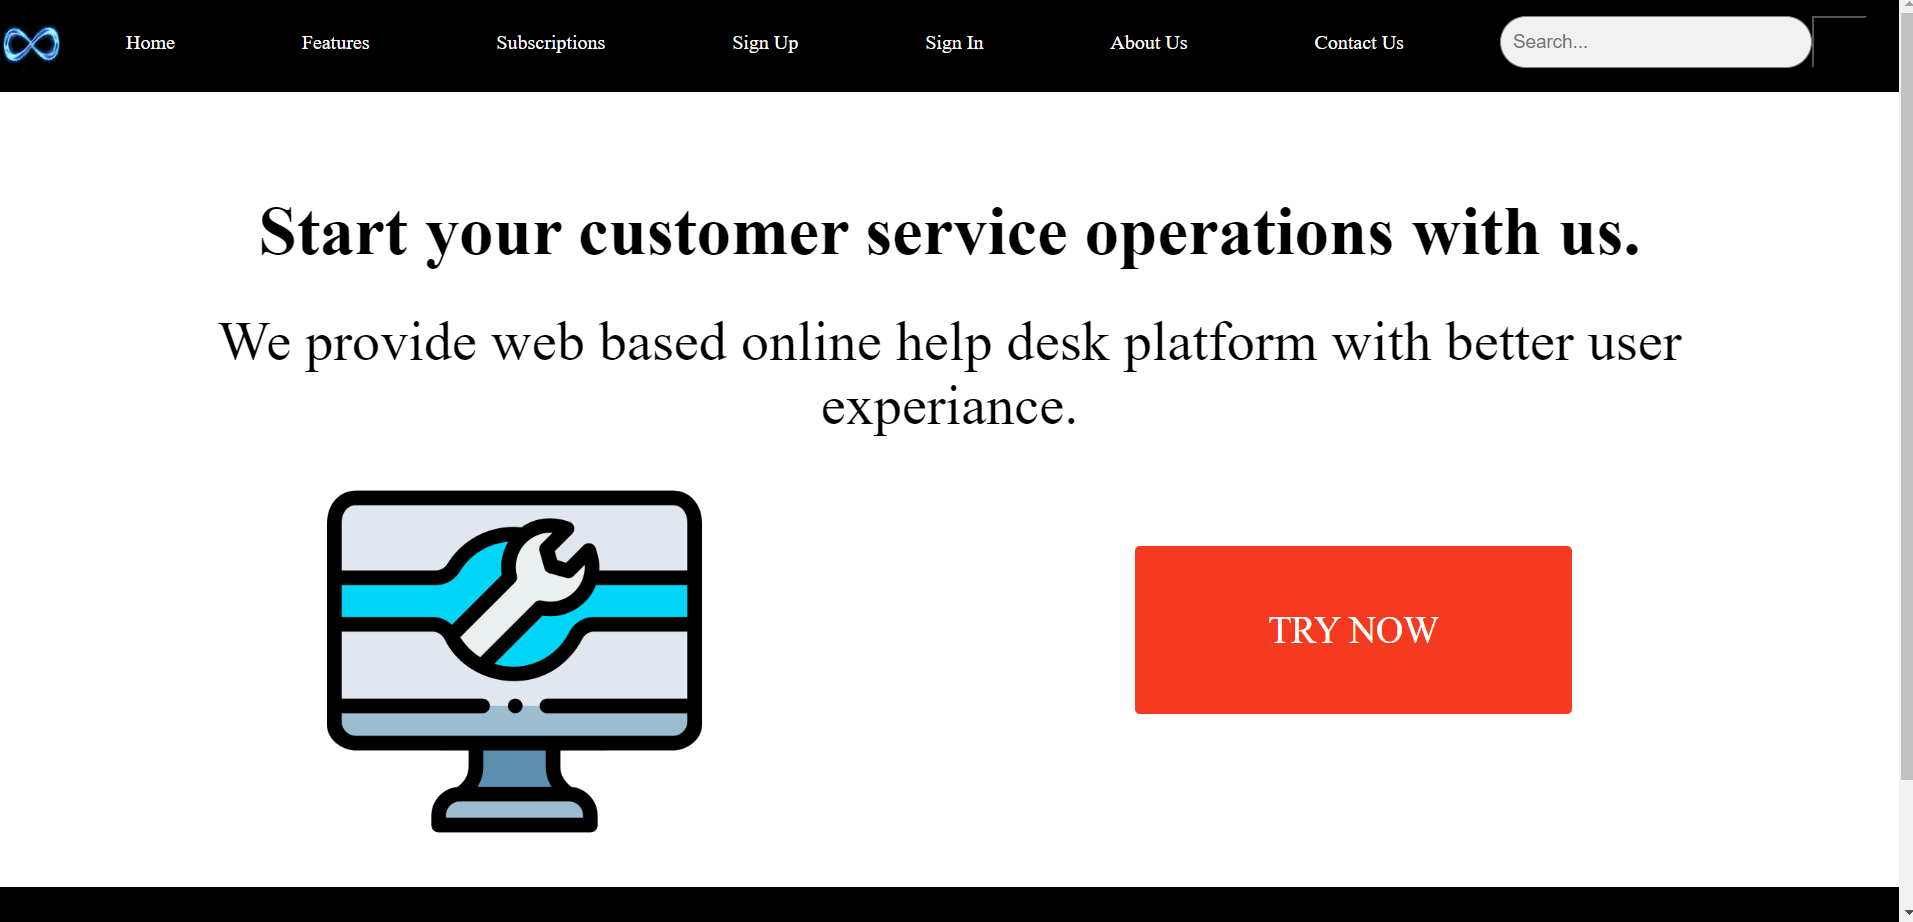 Home Features Subscriptions Sign Up Sign In About Us Contact Us Search...
Start your customer service operations with us.
We provide web based online help desk platform with better user
experiance.
TRY NOW